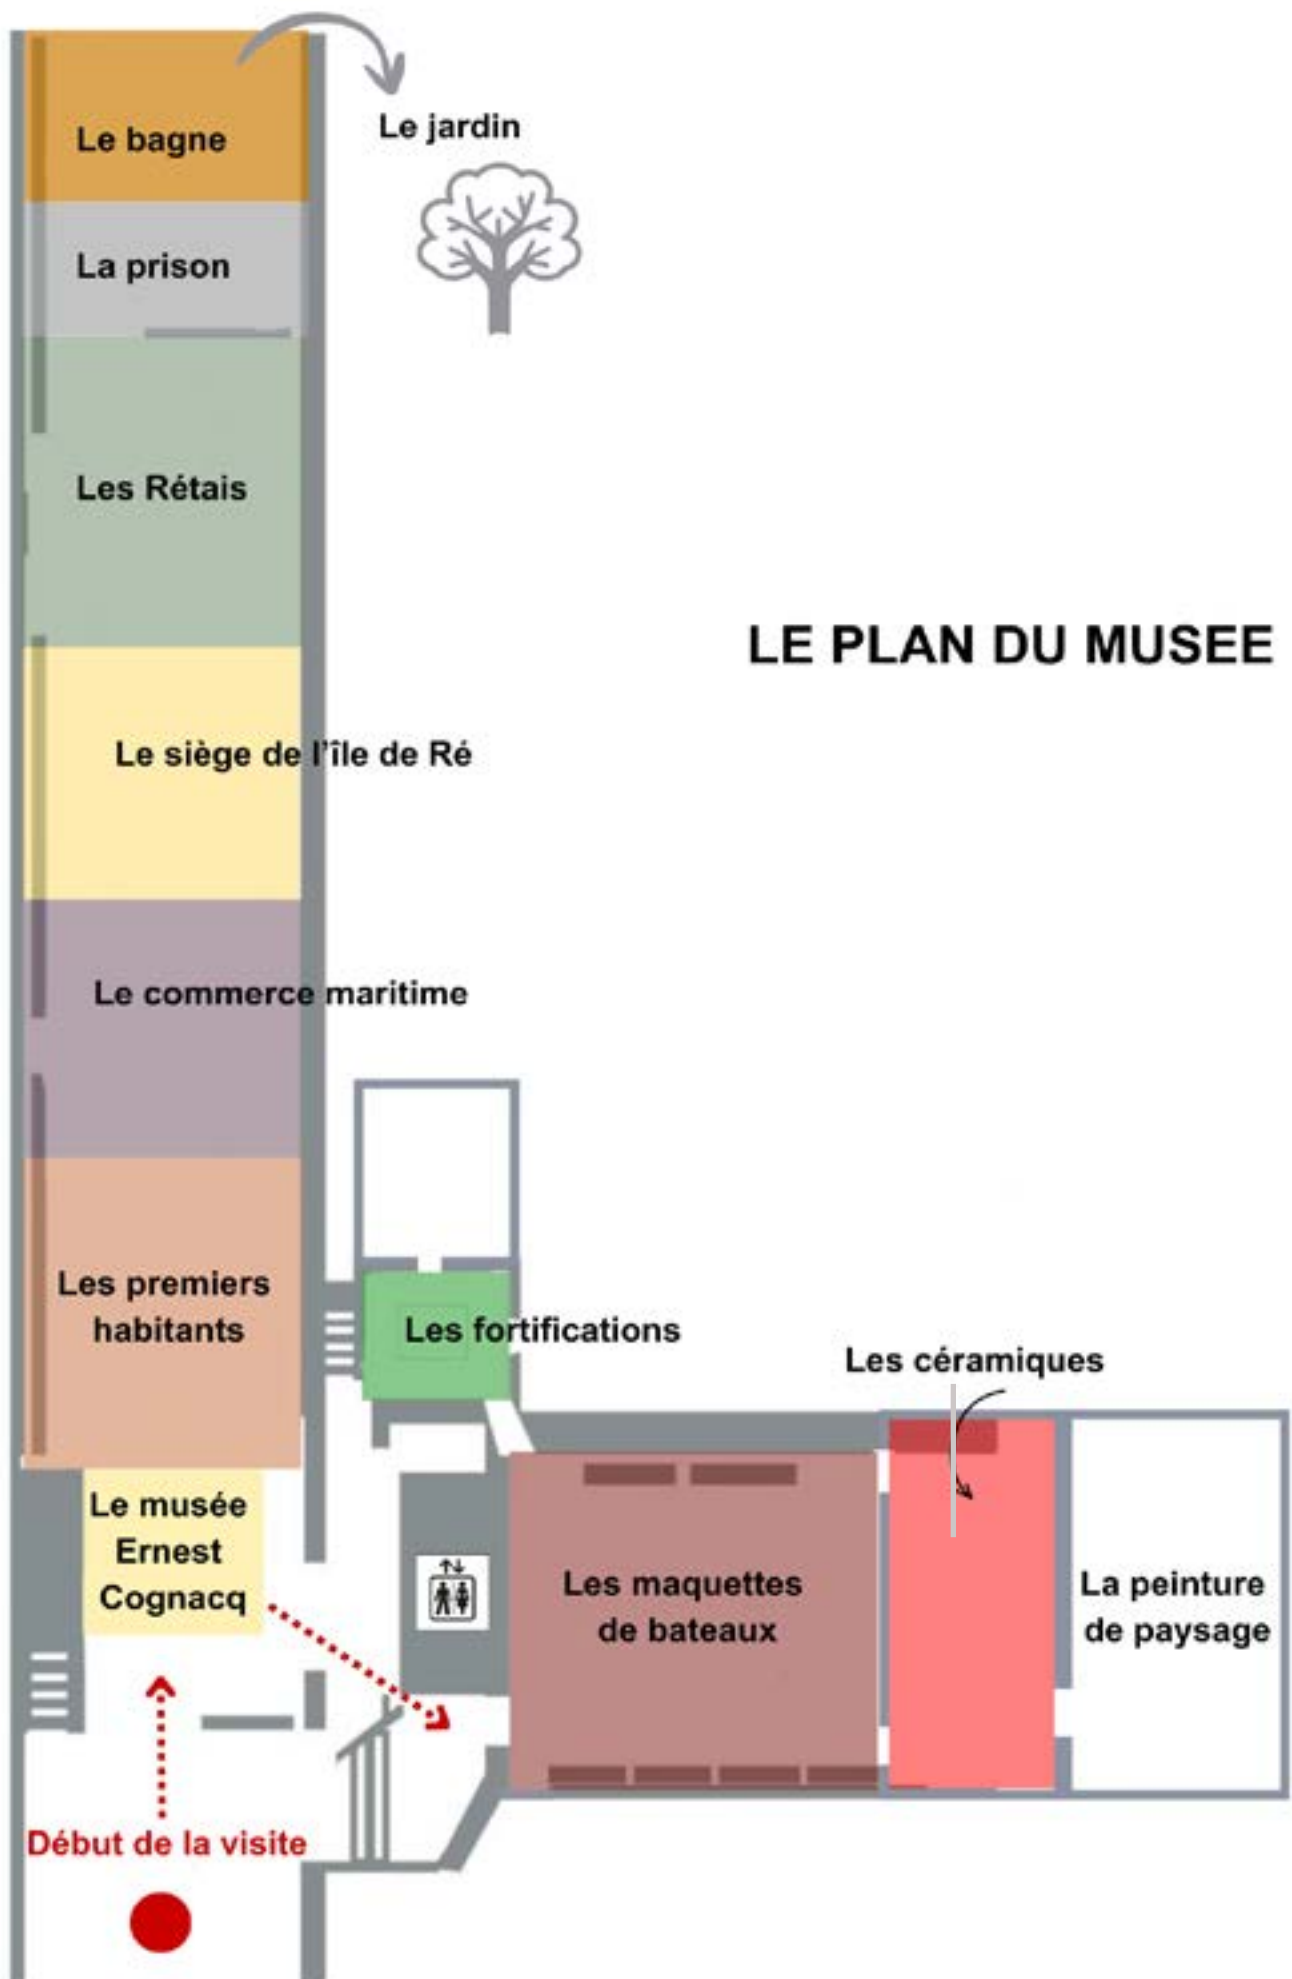 Le bagne
Le jardin
La prison
Les Rétais
LE PLAN DU MUSEE
Le siège de l'île de Ré
Le commerce maritime
Les premiers
habitants
Les fortifications
Les céramiques
Le musée
Ernest
Cognacq
Les maquettes
de bateaux
La peinture
de paysage
Début de la visite